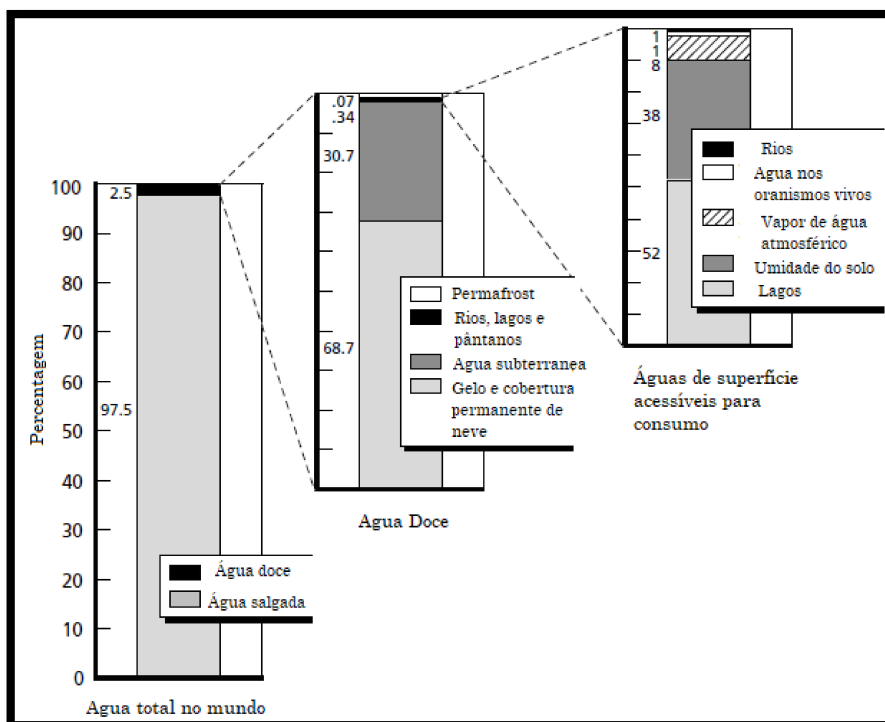 Percentagem
100
90
80
70
60
50
40
30
20
10
0
2.5
97.5
Água doce
Água salgada
Agua total no mundo
.07
.34
30.7
68.7
Permafrost
Rios, lagos e
pântanos
Agua subterranea
Gelo e cobertura
permanente de
neve
Agua Doce
1
1
8
38
52
Rios
Agua nos
oranismos vivos
Vapor de água
atmosférico
Umidade do solo
Lagos
Águas de superfície
acessíveis para
consumo